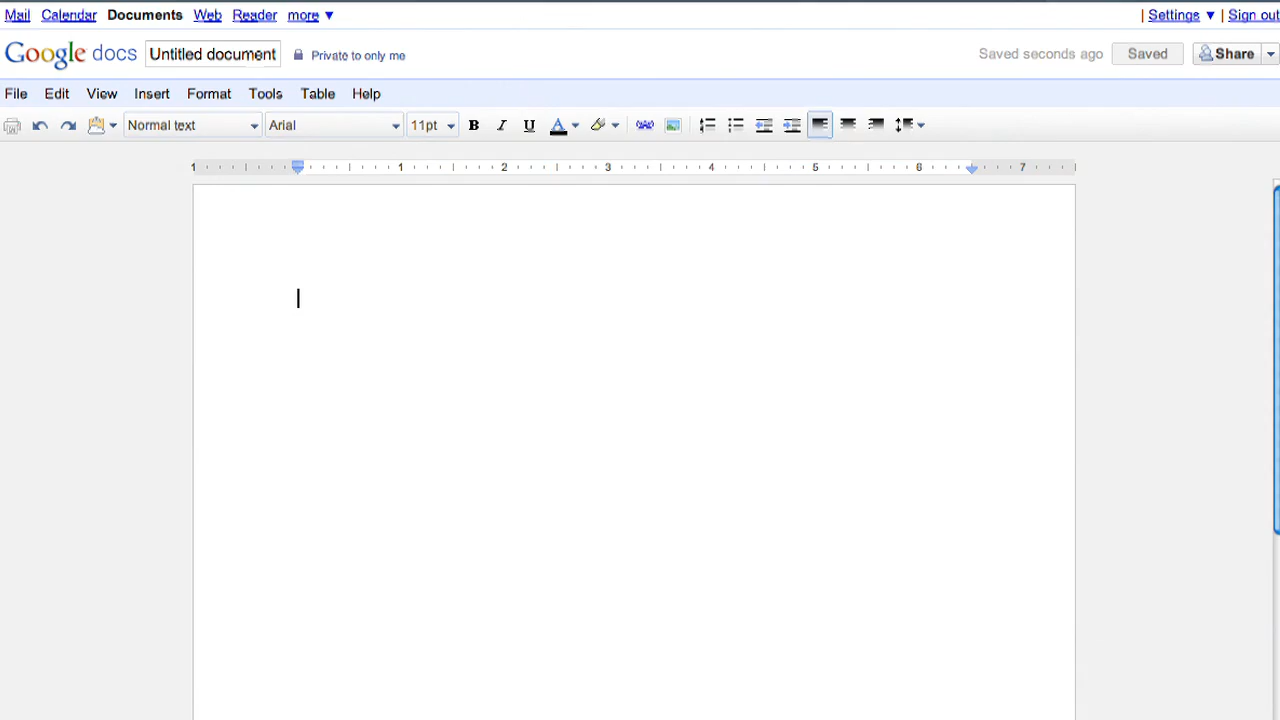 Mail Calendar Documents Web Reader more ▼ | Settings ▼ | Sign out
Google docs Untitled document Private to only me Saved seconds ago Saved Share
File Edit View Insert Format Tools Table Help
Normal text Arial 11pt B I U A
1 1 2 3 4 5 6 7